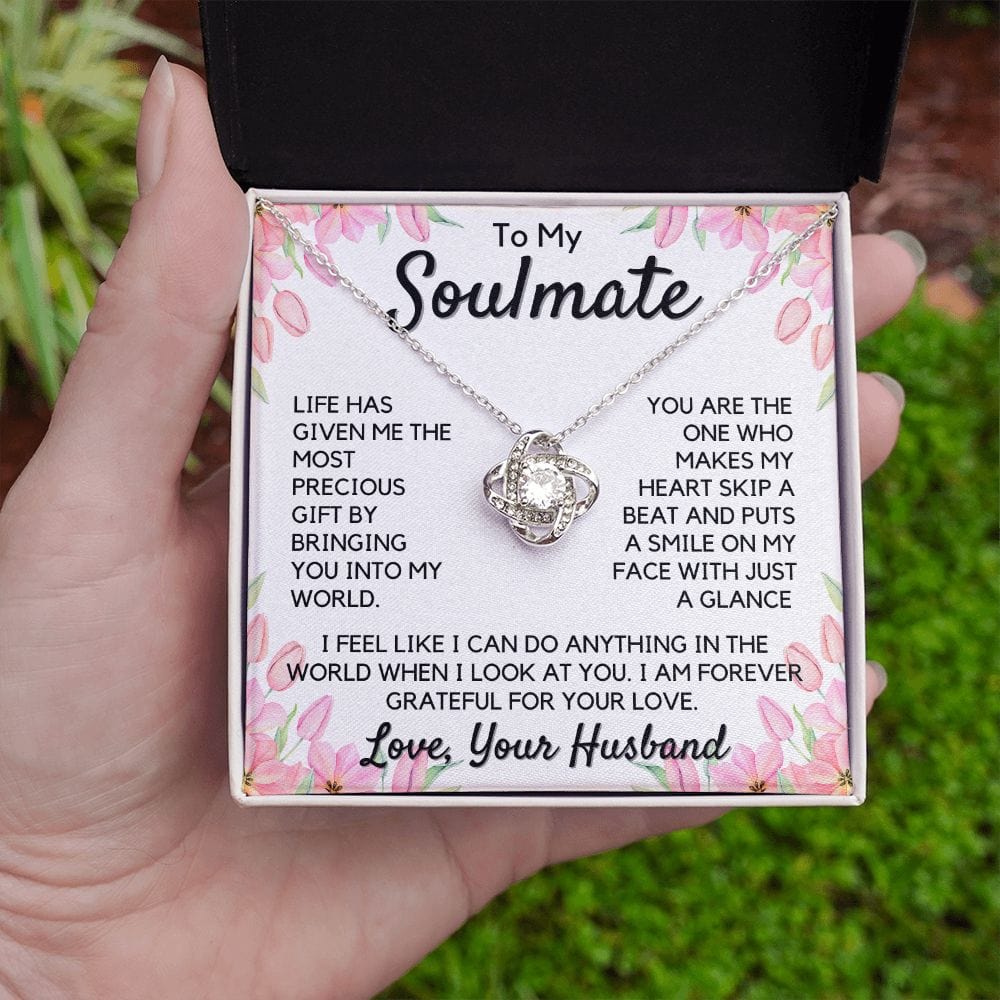 To My
Soulmate
LIFE HAS
GIVEN ME THE
MOST
PRECIOUS
GIFT BY
BRINGING
YOU INTO MY
WORLD.
YOU ARE THE
ONE WHO
MAKES MY
HEART SKIP A
BEAT AND PUTS
A SMILE ON MY
FACE WITH JUST
A GLANCE
I FEEL LIKE I CAN DO ANYTHING IN THE
WORLD WHEN I LOOK AT YOU. I AM FOREVER
GRATEFUL FOR YOUR LOVE.
Love, Your Husband